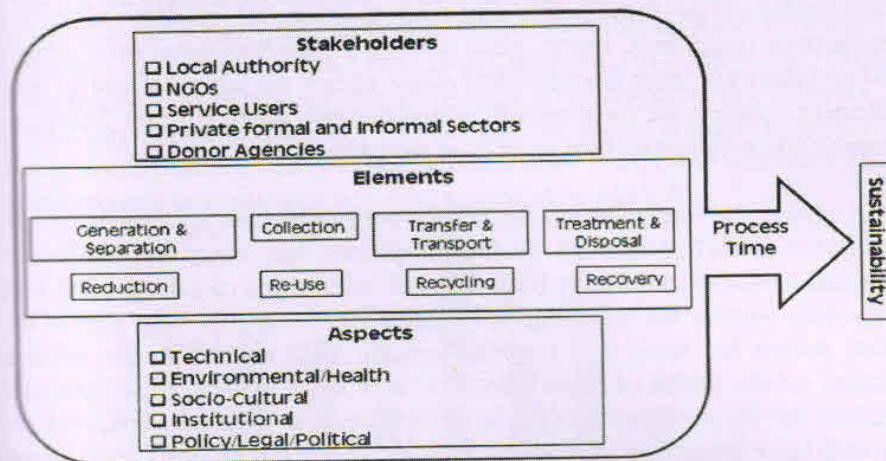 Stakeholders
❑ Local Authority
❑ NGOs
❑ Service Users
❑ Private formal and Informal Sectors
❑ Donor Agencies
Elements
Generation &
Separation
Collection
Transfer &
Transport
Treatment &
Disposal
Reduction
Re-Use
Recycling
Recovery
Aspects
❑ Technical
❑ Environmental/Health
❑ Socio-Cultural
❑ Institutional
❑ Policy/Legal/Political
Process
Time
Sustainability